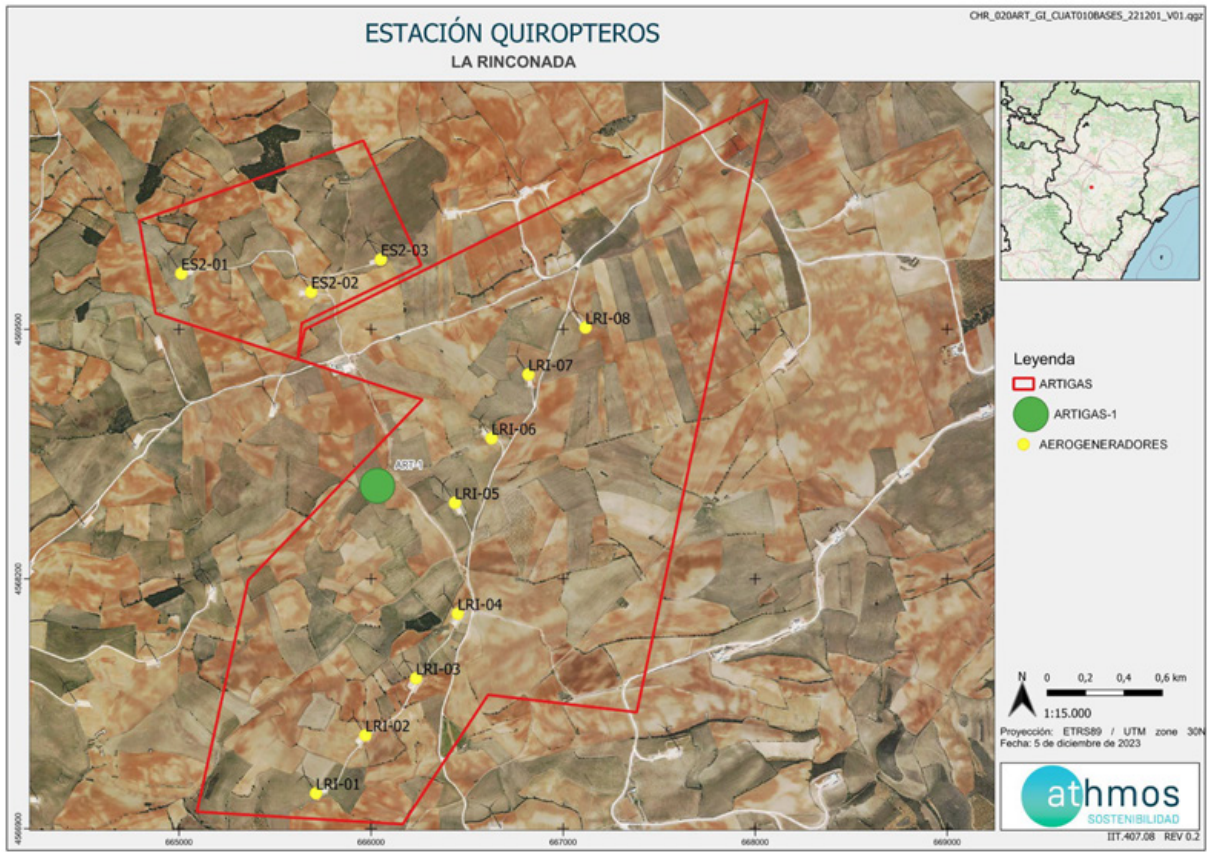 CHR_020ART_GI_CUAT010BASES_221201_V01.qgz
ESTACIÓN QUIROPTEROS
LA RINCONADA
ES2-03
ES2-01
ES2-02
LRI-08
LRI-07
LRI-06
ART-1
LRI-05
LRI-04
LRI-03
LRI-02
LRI-01
4569500
4568200
4566900
665000
666000
667000
668000
669000
Leyenda
ARTIGAS
ARTIGAS-1
AEROGENERADORES
N
0 0,2 0,4 0,6 km
1:15.000
Proyección: ETRS89 / UTM zone 30N
Fecha: 5 de diciembre de 2023
athmos
SOSTENIBILIDAD
IIT.407.08 REV 0.2